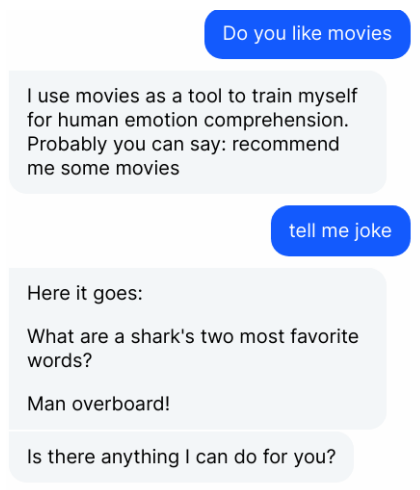 Do you like movies
I use movies as a tool to train myself
for human emotion comprehension.
Probably you can say: recommend
me some movies
tell me joke
Here it goes:
What are a shark's two most favorite
words?
Man overboard!
Is there anything I can do for you?